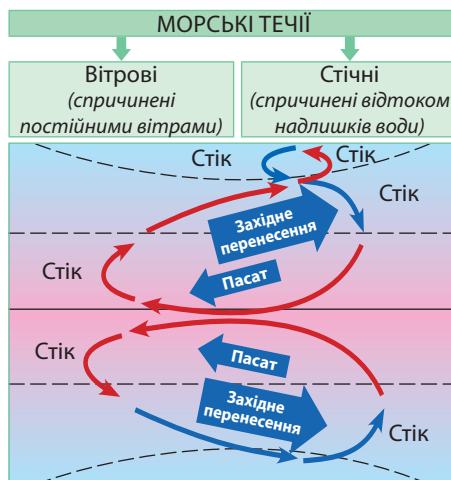 МОРСЬКІ ТЕЧІЇ
Вітрові
(спричинені
постійними вітрами)
Стічні
(спричинені відтоком
надлишків води)
Стік
Стік
Західне
перенесення
Пасат
Стік
Стік
Пасат
Західне
перенесення
Стік